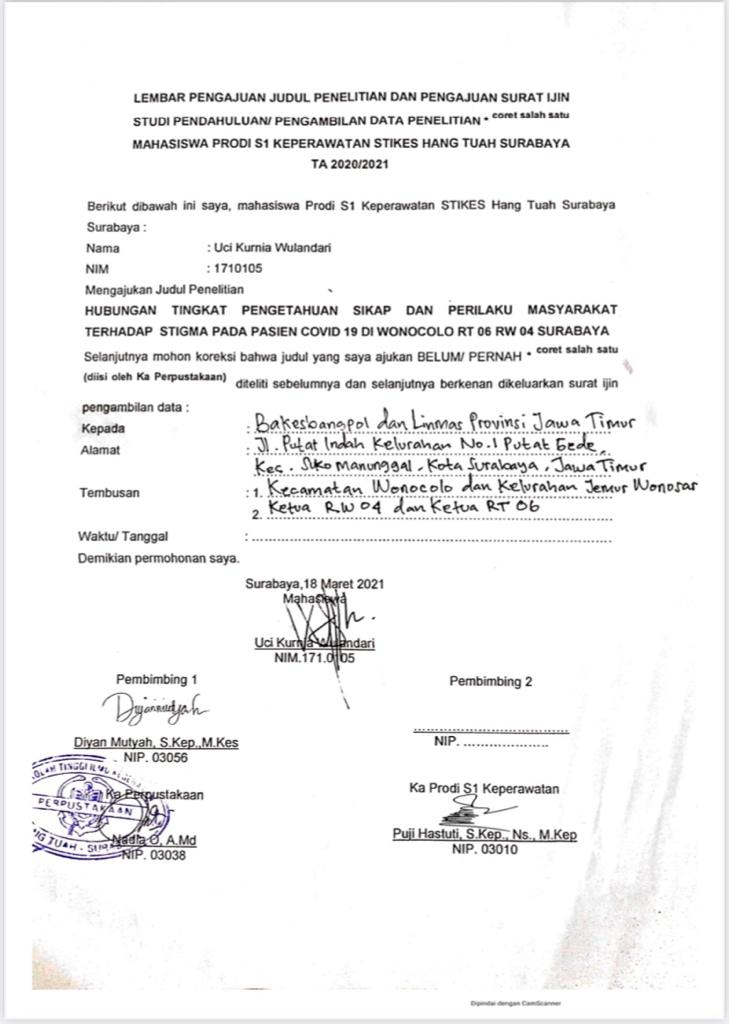 LEMBAR PENGAJUAN JUDUL PENELITIAN DAN PENGAJUAN SURAT IJIN
STUDI PENDAHULUAN/ PENGAMBILAN DATA PENELITIAN * coret salah satu
MAHASISWA PRODI S1 KEPERAWATAN STIKES HANG TUAH SURABAYA
TA 2020/2021
Berikut dibawah ini saya, mahasiswa Prodi S1 Keperawatan STIKES Hang Tuah Surabaya
Surabaya :
Nama : Uci Kurnia Wulandari
NIM : 1710105
Mengajukan Judul Penelitian
HUBUNGAN TINGKAT PENGETAHUAN SIKAP DAN PERILAKU MASYARAKAT
TERHADAP STIGMA PADA PASIEN COVID 19 DI WONOCOLO RT 06 RW 04 SURABAYA
Selanjutnya mohon koreksi bahwa judul yang saya ajukan BELUM/ PERNAH * coret salah satu
(diisi oleh Ka Perpustakaan) diteliti sebelumnya dan selanjutnya berkenan dikeluarkan surat ijin
pengambilan data :
Kepada : Bakesbangpol dan Linmas Provinsi Jawa Timur
Alamat : Jl. Putat Indah Kelurahan No.1 Putat Gede,
Kec. Suko Manunggal, Kota Surabaya, Jawa Timur
Tembusan : 1. Kecamatan Wonocolo dan Kelurahan Jemur Wonosari
2. Ketua RW 04 dan Ketua RT 06
Waktu/ Tanggal : ........................................
Demikian permohonan saya.
Surabaya,18 Maret 2021
Mahasiswa
Uci Kurnia Wulandari
NIM.171.0105
Pembimbing 1 Pembimbing 2
Diyan Mutyah, S.Kep.,M.Kes
NIP. 03056 NIP. ....................
Ka Perpustakaan Ka Prodi S1 Keperawatan
PERPUSTAKAAN
Nadia O, A.Md Puji Hastuti, S.Kep., Ns., M.Kep
NIP. 03038 NIP. 03010
Dipindai dengan CamScanner